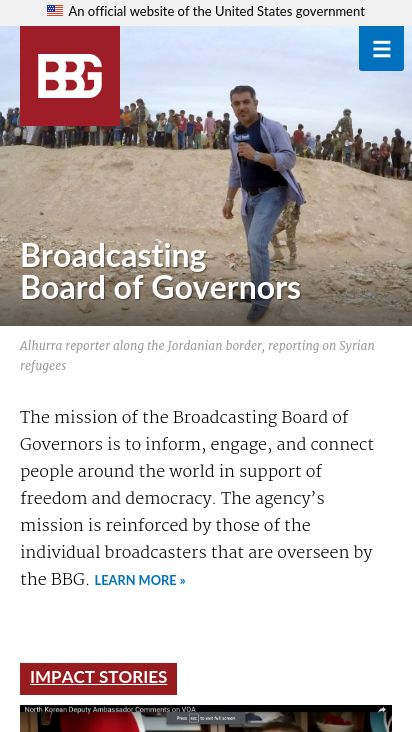 An official website of the United States government
BBG
Broadcasting
Board of Governors
Alhurra reporter along the Jordanian border, reporting on Syrian
refugees
The mission of the Broadcasting Board of
Governors is to inform, engage, and connect
people around the world in support of
freedom and democracy. The agency’s
mission is reinforced by those of the
individual broadcasters that are overseen by
the BBG. LEARN MORE »
IMPACT STORIES
North Korean Deputy Ambassador Comments on VOA
Press esc to exit full screen